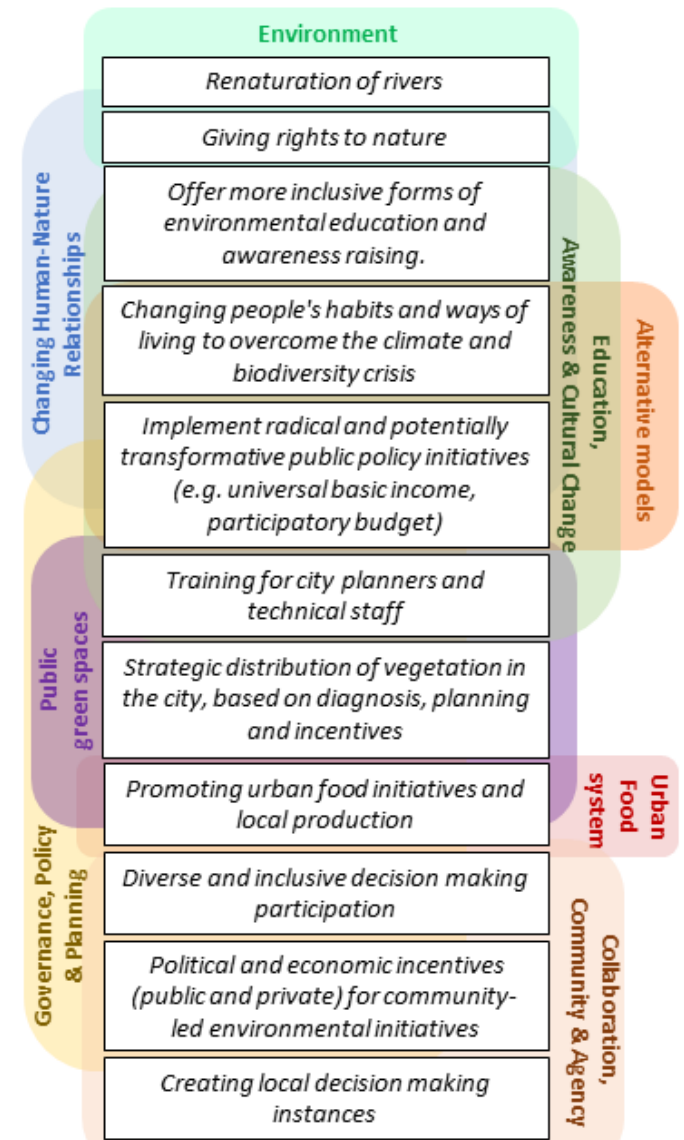 Environment
Renaturation of rivers
Giving rights to nature
Offer more inclusive forms of
environmental education and
awareness raising.
Changing people's habits and ways of
living to overcome the climate and
biodiversity crisis
Implement radical and potentially
transformative public policy initiatives
(e.g. universal basic income,
participatory budget)
Training for city planners and
technical staff
Strategic distribution of vegetation in
the city, based on diagnosis, planning
and incentives
Promoting urban food initiatives and
local production
Diverse and inclusive decision making
participation
Political and economic incentives
(public and private) for community-
led environmental initiatives
Creating local decision making
instances
Changing Human-Nature
Relationships
Public
green spaces
Governance, Policy
& Planning
Education,
Awareness & Cultural Change
Alternative models
Urban
Food
system
Collaboration,
Community & Agency